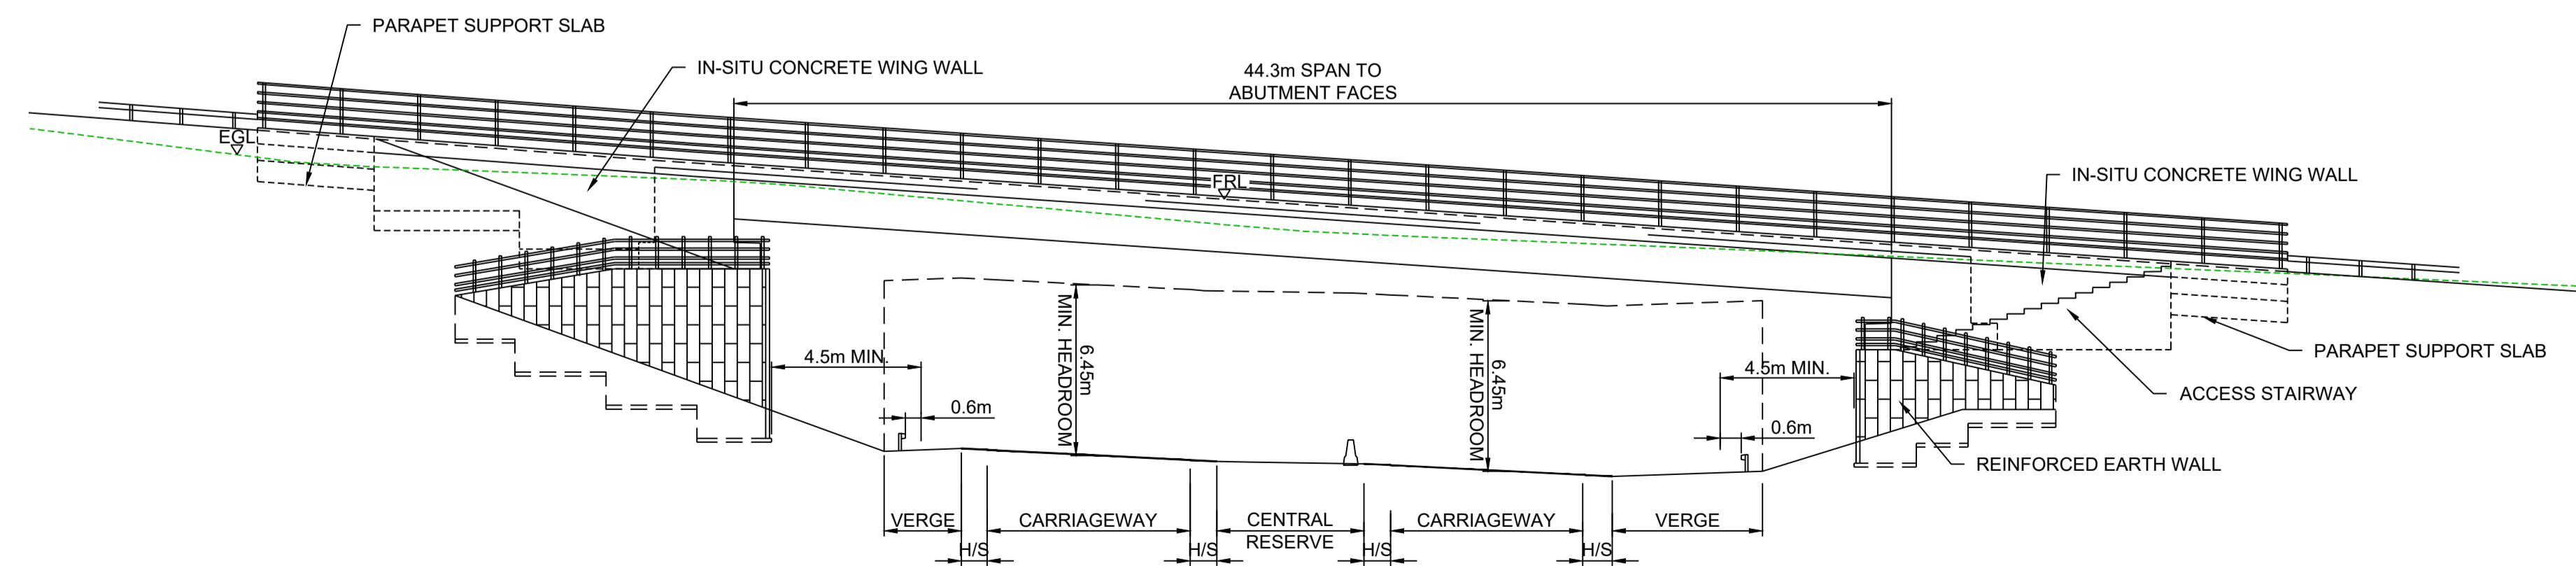 PARAPET SUPPORT SLAB
IN-SITU CONCRETE WING WALL
44.3m SPAN TO
ABUTMENT FACES
EGL
FRL
IN-SITU CONCRETE WING WALL
4.5m MIN.
0.6m
6.45m
MIN. HEADROOM
6.45m
MIN. HEADROOM
4.5m MIN.
0.6m
PARAPET SUPPORT SLAB
ACCESS STAIRWAY
REINFORCED EARTH WALL
VERGE
CARRIAGEWAY
CENTRAL
RESERVE
CARRIAGEWAY
VERGE
H/S
H/S
H/S
H/S